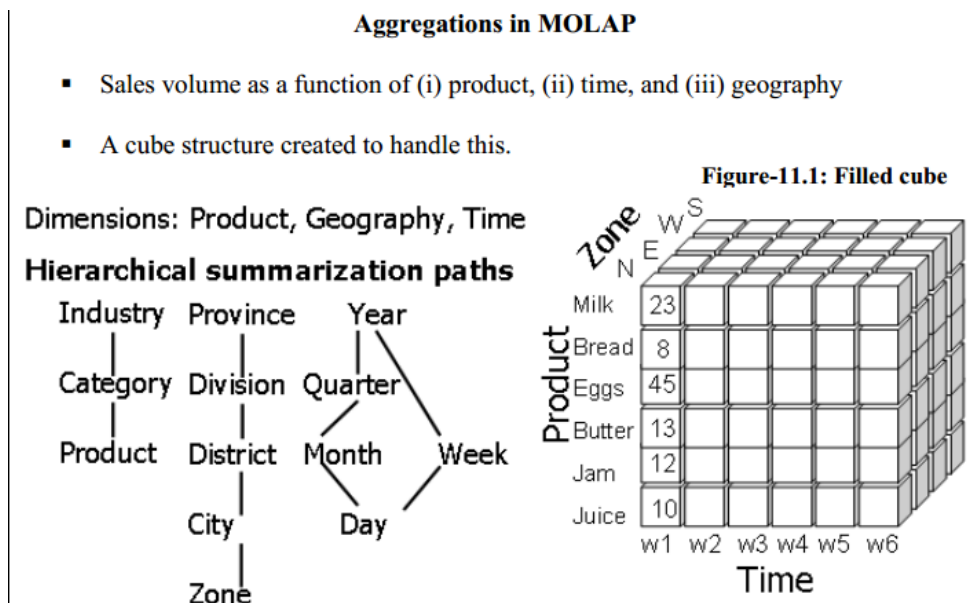 Aggregations in MOLAP
▪ Sales volume as a function of (i) product, (ii) time, and (iii) geography
▪ A cube structure created to handle this.
Figure-11.1: Filled cube
Dimensions: Product, Geography, Time
Hierarchical summarization paths
Industry Province Year
Category Division Quarter
Product District Month Week
City Day
Zone
Zone
S
W
E
N
Product
Milk 23
Bread 8
Eggs 45
Butter 13
Jam 12
Juice 10
w1 w2 w3 w4 w5 w6
Time